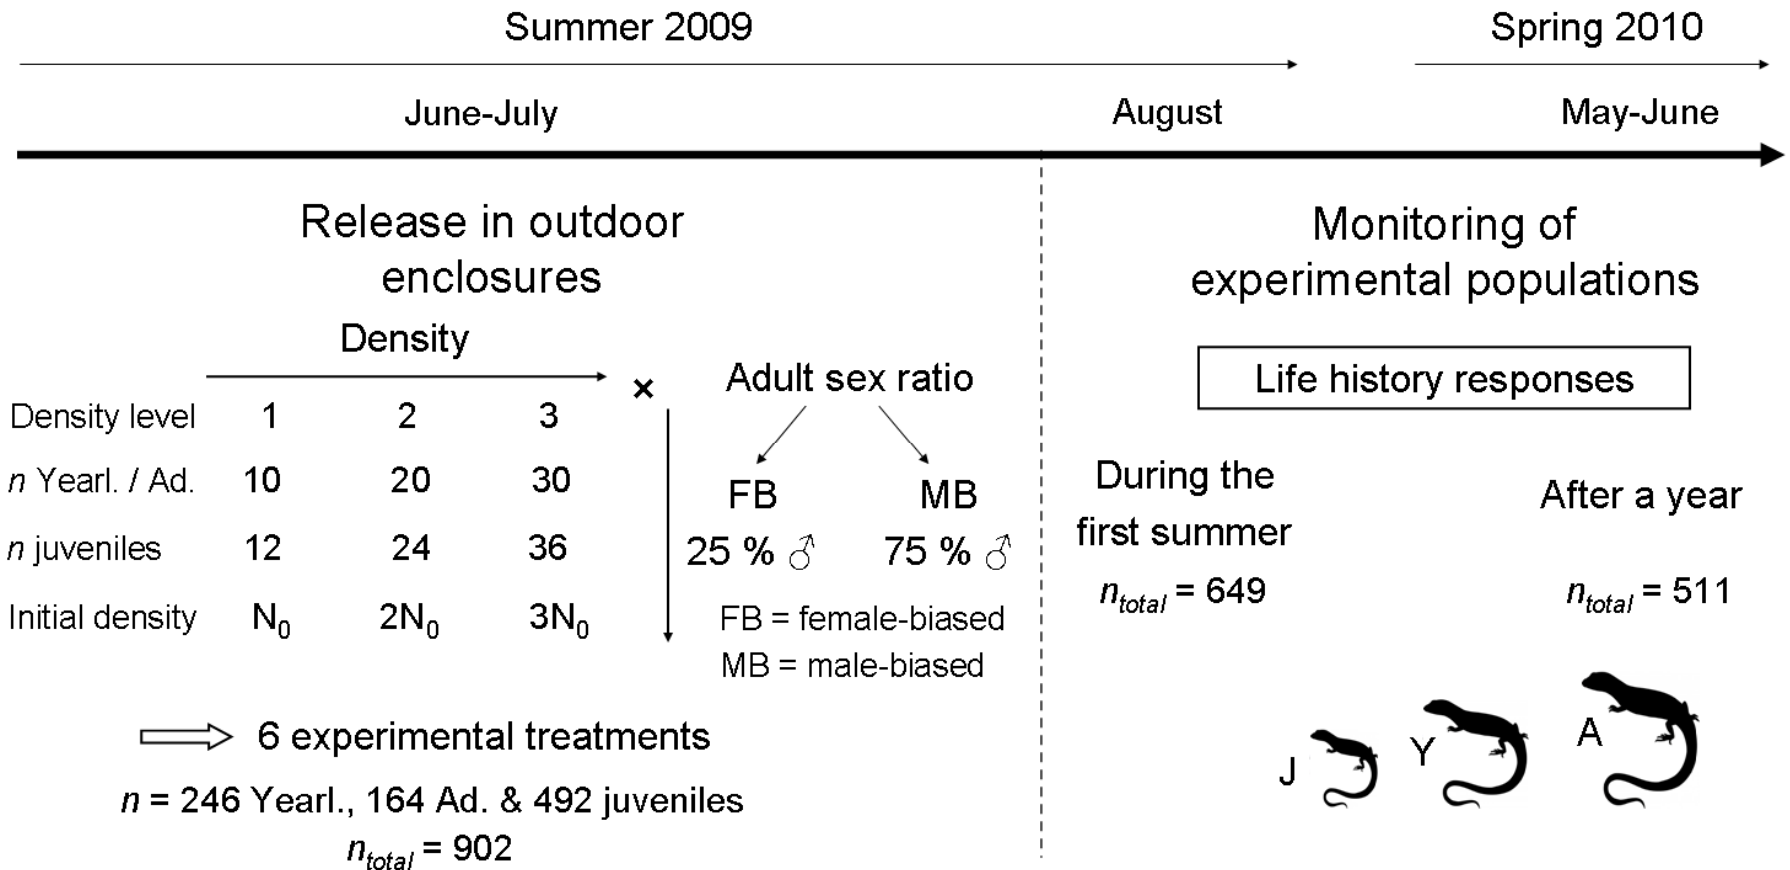 Summer 2009
Spring 2010
June-July
August
May-June
Release in outdoor
enclosures
Density
×
Adult sex ratio
Density level 1 2 3
n Yearl. / Ad. 10 20 30
n juveniles 12 24 36
Initial density N0 2N0 3N0
FB MB
25 % ♂ 75 % ♂
FB = female-biased
MB = male-biased
6 experimental treatments
n = 246 Yearl., 164 Ad. & 492 juveniles
ntotal = 902
Monitoring of
experimental populations
Life history responses
During the
first summer
ntotal = 649
After a year
ntotal = 511
J
Y
A